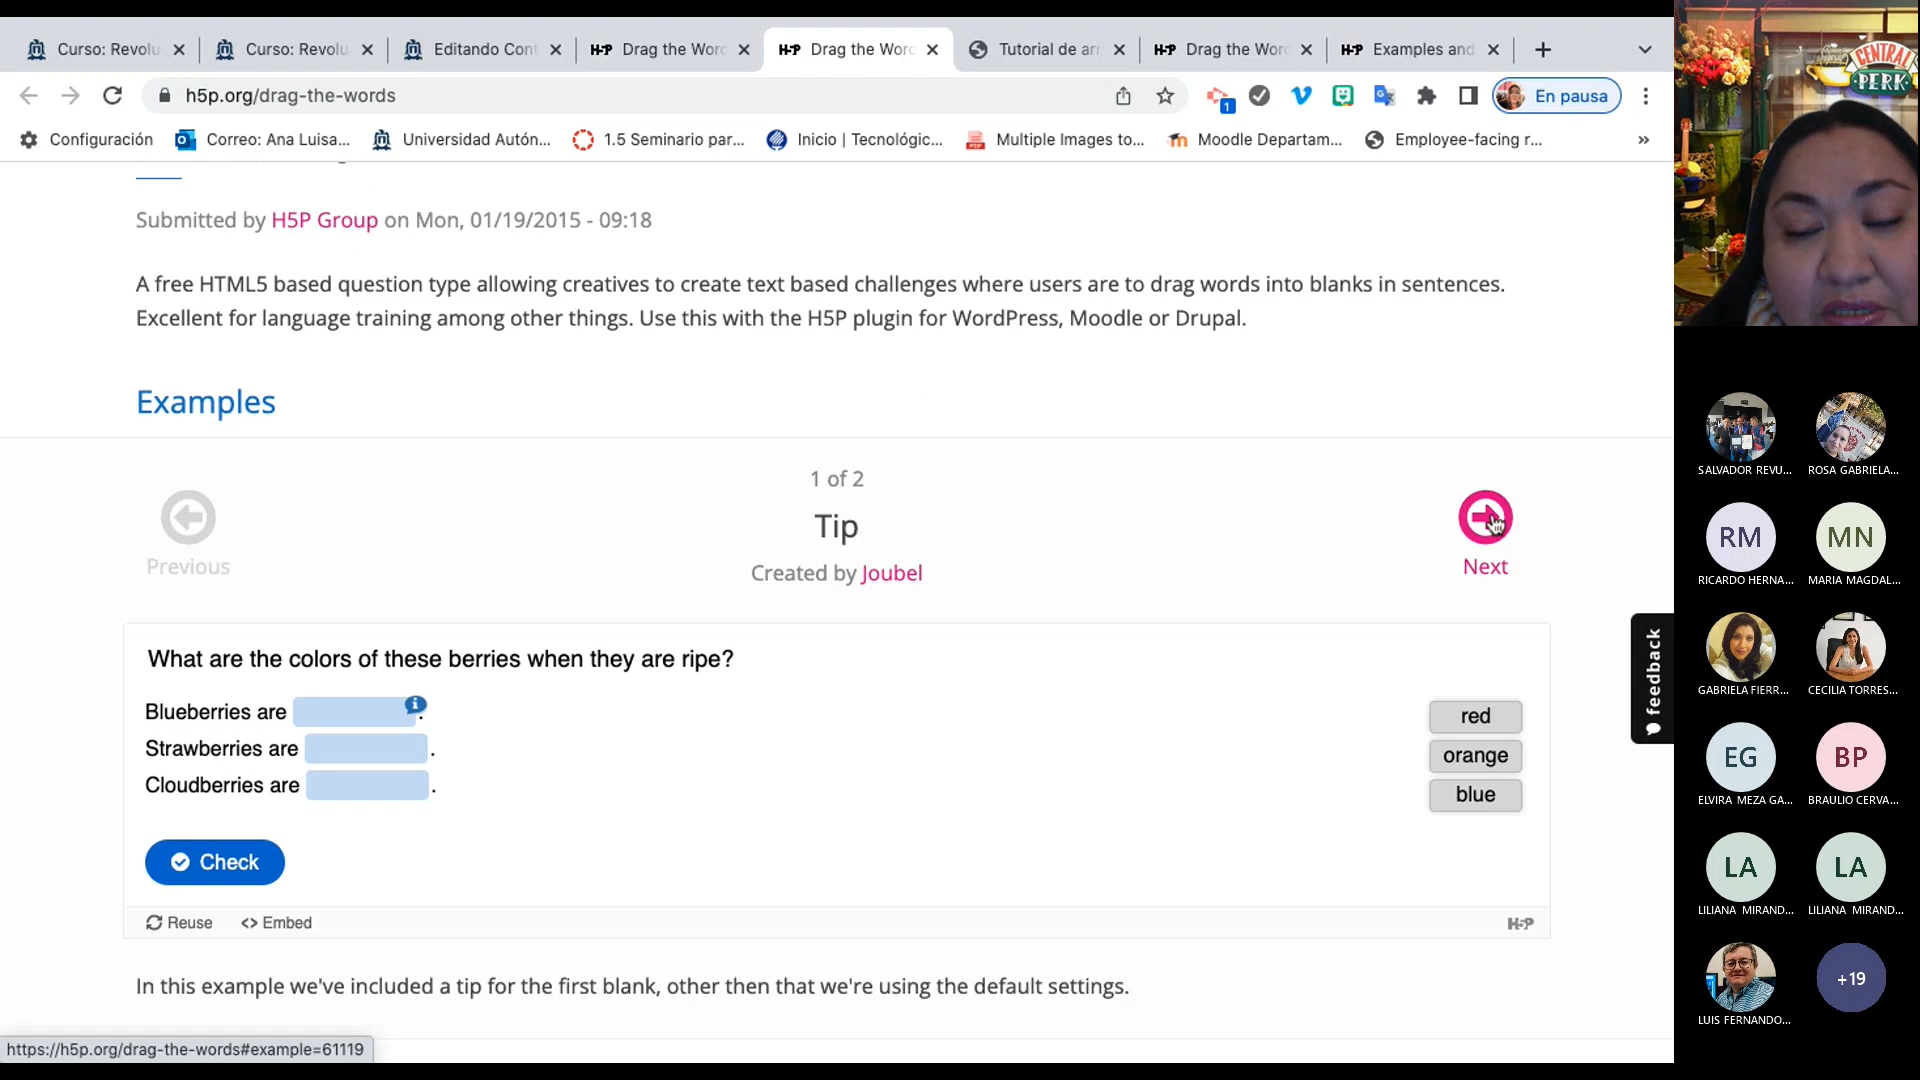 Curso: Revolu
Curso: Revolu
Editando Cont
H5P Drag the Word
H5P Drag the Word
Tutorial de arr
H5P Drag the Word
H5P Examples and
h5p.org/drag-the-words
1
En pausa
Configuración
Correo: Ana Luisa...
Universidad Autón...
1.5 Seminario par...
Inicio | Tecnológic...
Multiple Images to...
Moodle Departam...
Employee-facing r...
»
Submitted by H5P Group on Mon, 01/19/2015 - 09:18
A free HTML5 based question type allowing creatives to create text based challenges where users are to drag words into blanks in sentences.
Excellent for language training among other things. Use this with the H5P plugin for WordPress, Moodle or Drupal.
Examples
1 of 2
Tip
Created by Joubel
Previous
Next
What are the colors of these berries when they are ripe?
Blueberries are .
Strawberries are .
Cloudberries are .
red
orange
blue
Check
Reuse
<> Embed
H5P
feedback
In this example we've included a tip for the first blank, other then that we're using the default settings.
https://h5p.org/drag-the-words#example=61119
CENTRAL
PERK
SALVADOR REVU...
ROSA GABRIELA...
RM
MN
RICARDO HERNA...
MARIA MAGDAL...
GABRIELA FIERR...
CECILIA TORRES...
EG
BP
ELVIRA MEZA GA...
BRAULIO CERVA...
LA
LA
LILIANA MIRAND...
LILIANA MIRAND...
+19
LUIS FERNANDO...